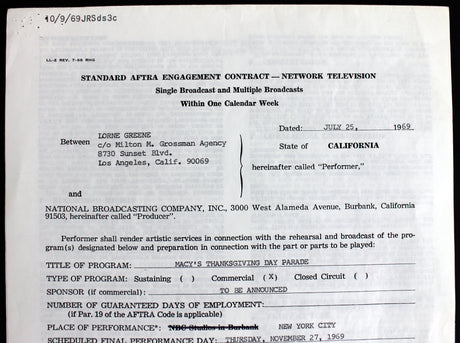 10/9/69JRSds3c
LL-2 REV. 7-68 RHG
STANDARD AFTRA ENGAGEMENT CONTRACT — NETWORK TELEVISION
Single Broadcast and Multiple Broadcasts
Within One Calendar Week
Dated: JULY 25, 1969
Between LORNE GREENE
c/o Milton M. Grossman Agency
8730 Sunset Blvd.
Los Angeles, Calif. 90069
State of CALIFORNIA
hereinafter called "Performer,"
and
NATIONAL BROADCASTING COMPANY, INC., 3000 West Alameda Avenue, Burbank, California
91503, hereinafter called "Producer".
Performer shall render artistic services in connection with the rehearsal and broadcast of the pro-
gram(s) designated below and preparation in connection with the part or parts to be played:
TITLE OF PROGRAM: MACY'S THANKSGIVING DAY PARADE
TYPE OF PROGRAM: Sustaining ( ) Commercial (X) Closed Circuit ( )
SPONSOR (if commercial): TO BE ANNOUNCED
NUMBER OF GUARANTEED DAYS OF EMPLOYMENT:
(if Par. 19 of the AFTRA Code is applicable)
PLACE OF PERFORMANCE*: NBC Studios in Burbank NEW YORK CITY
SCHEDULED FINAL PERFORMANCE DAY: THURSDAY, NOVEMBER 27, 1969